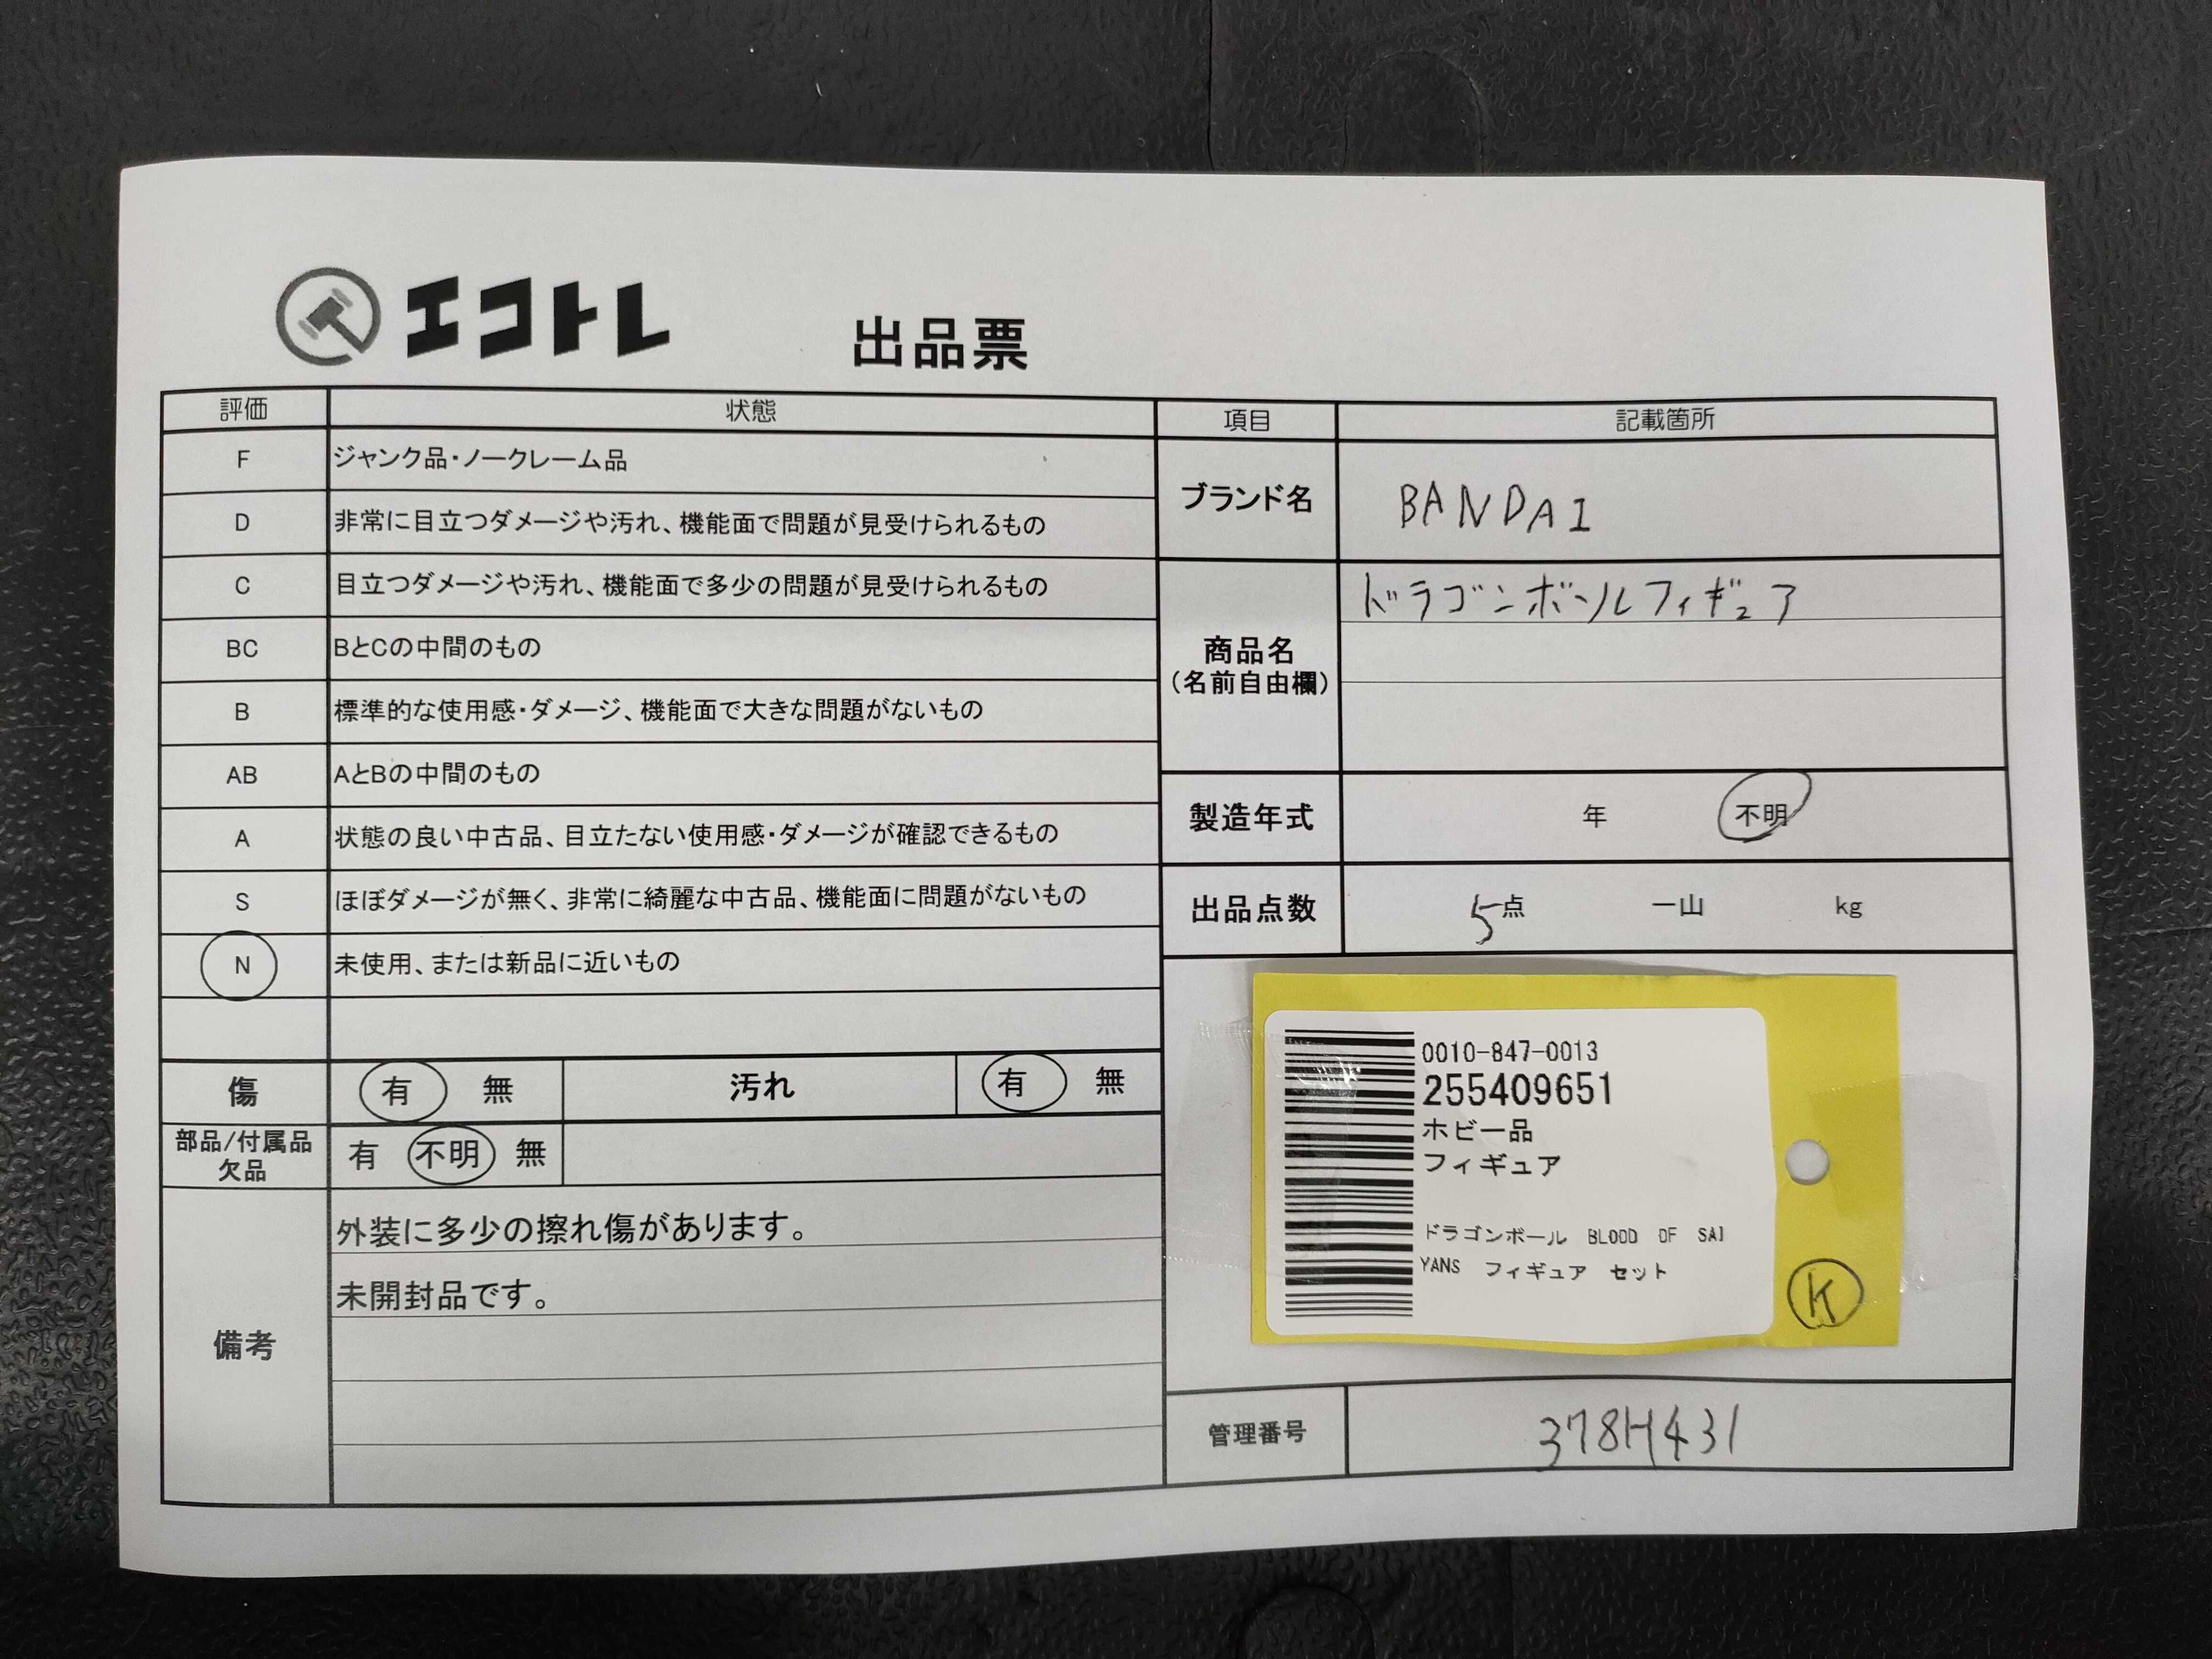 エコトレ
出品票
評価 状態
F ジャンク品・ノークレーム品
D 非常に目立つダメージや汚れ、機能面で問題が見受けられるもの
C 目立つダメージや汚れ、機能面で多少の問題が見受けられるもの
BC BとCの中間のもの
B 標準的な使用感・ダメージ、機能面で大きな問題がないもの
AB AとBの中間のもの
A 状態の良い中古品、目立たない使用感・ダメージが確認できるもの
S ほぼダメージが無く、非常に綺麗な中古品、機能面に問題がないもの
N 未使用、または新品に近いもの
傷 有 無 汚れ 有 無
部品/付属品
欠品
有 不明 無
備考
外装に多少の擦れ傷があります。
未開封品です。
項目 記載箇所
ブランド名 BANDAI
商品名
(名前自由欄)
ドラゴンボールフィギュア
製造年式 年 不明
出品点数 5点 一山 kg
0010-847-0013
255409651
ホビー品
フィギュア
ドラゴンボール BLOOD OF SAI
YANS フィギュア セット
K
管理番号 378H431